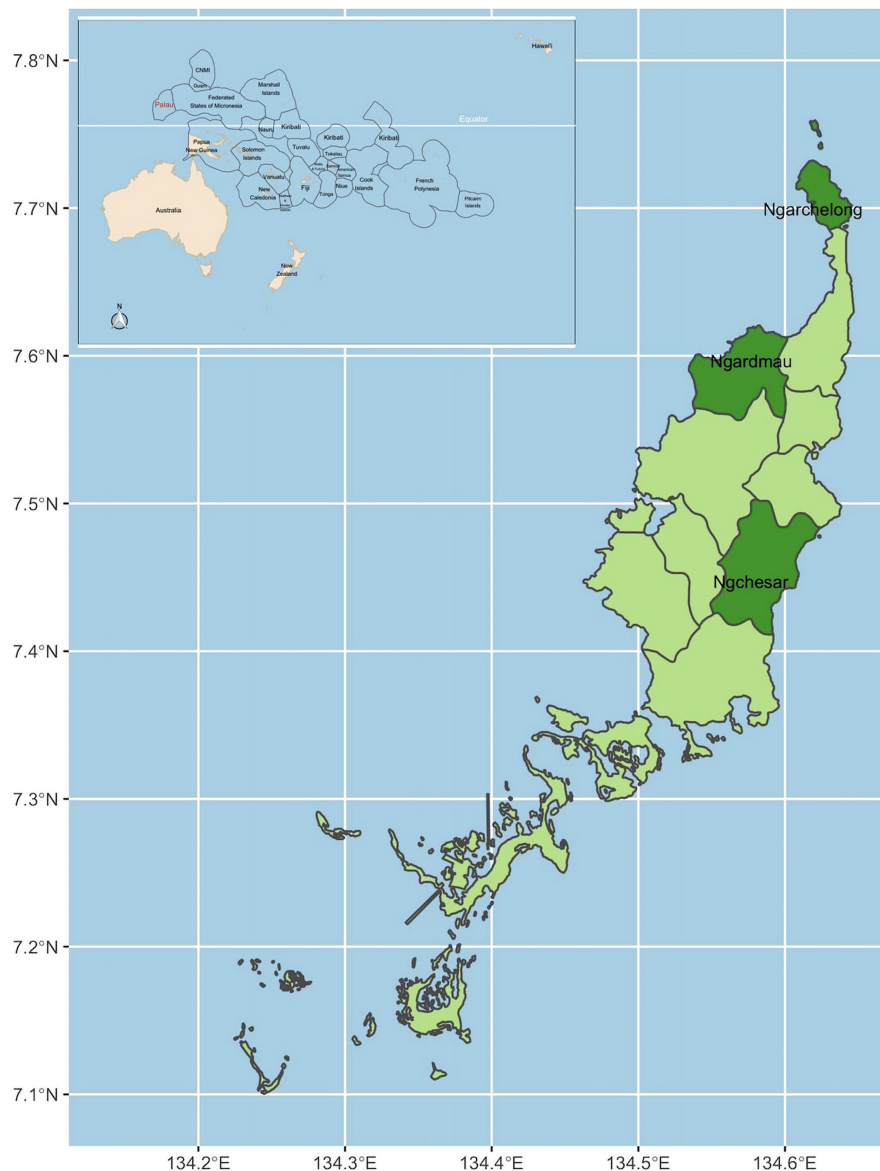 7.8°N
7.7°N
7.6°N
7.5°N
7.4°N
7.3°N
7.2°N
7.1°N
Hawai'i
CNMI
Guam
Palau
Federated
States of Micronesia
Marshall
Islands
Equator
Nauru
Kiribati
Kiribati
Kiribati
Papua
New Guinea
Solomon
Islands
Tuvalu
Tokelau
Samoa
American
Samoa
Vanuatu
Fiji
New
Caledonia
Tonga
Niue
Cook
Islands
French
Polynesia
Pitcairn
Islands
Australia
New
Zealand
N
Ngarchelong
Ngardmau
Ngchesar
134.2°E
134.3°E
134.4°E
134.5°E
134.6°E